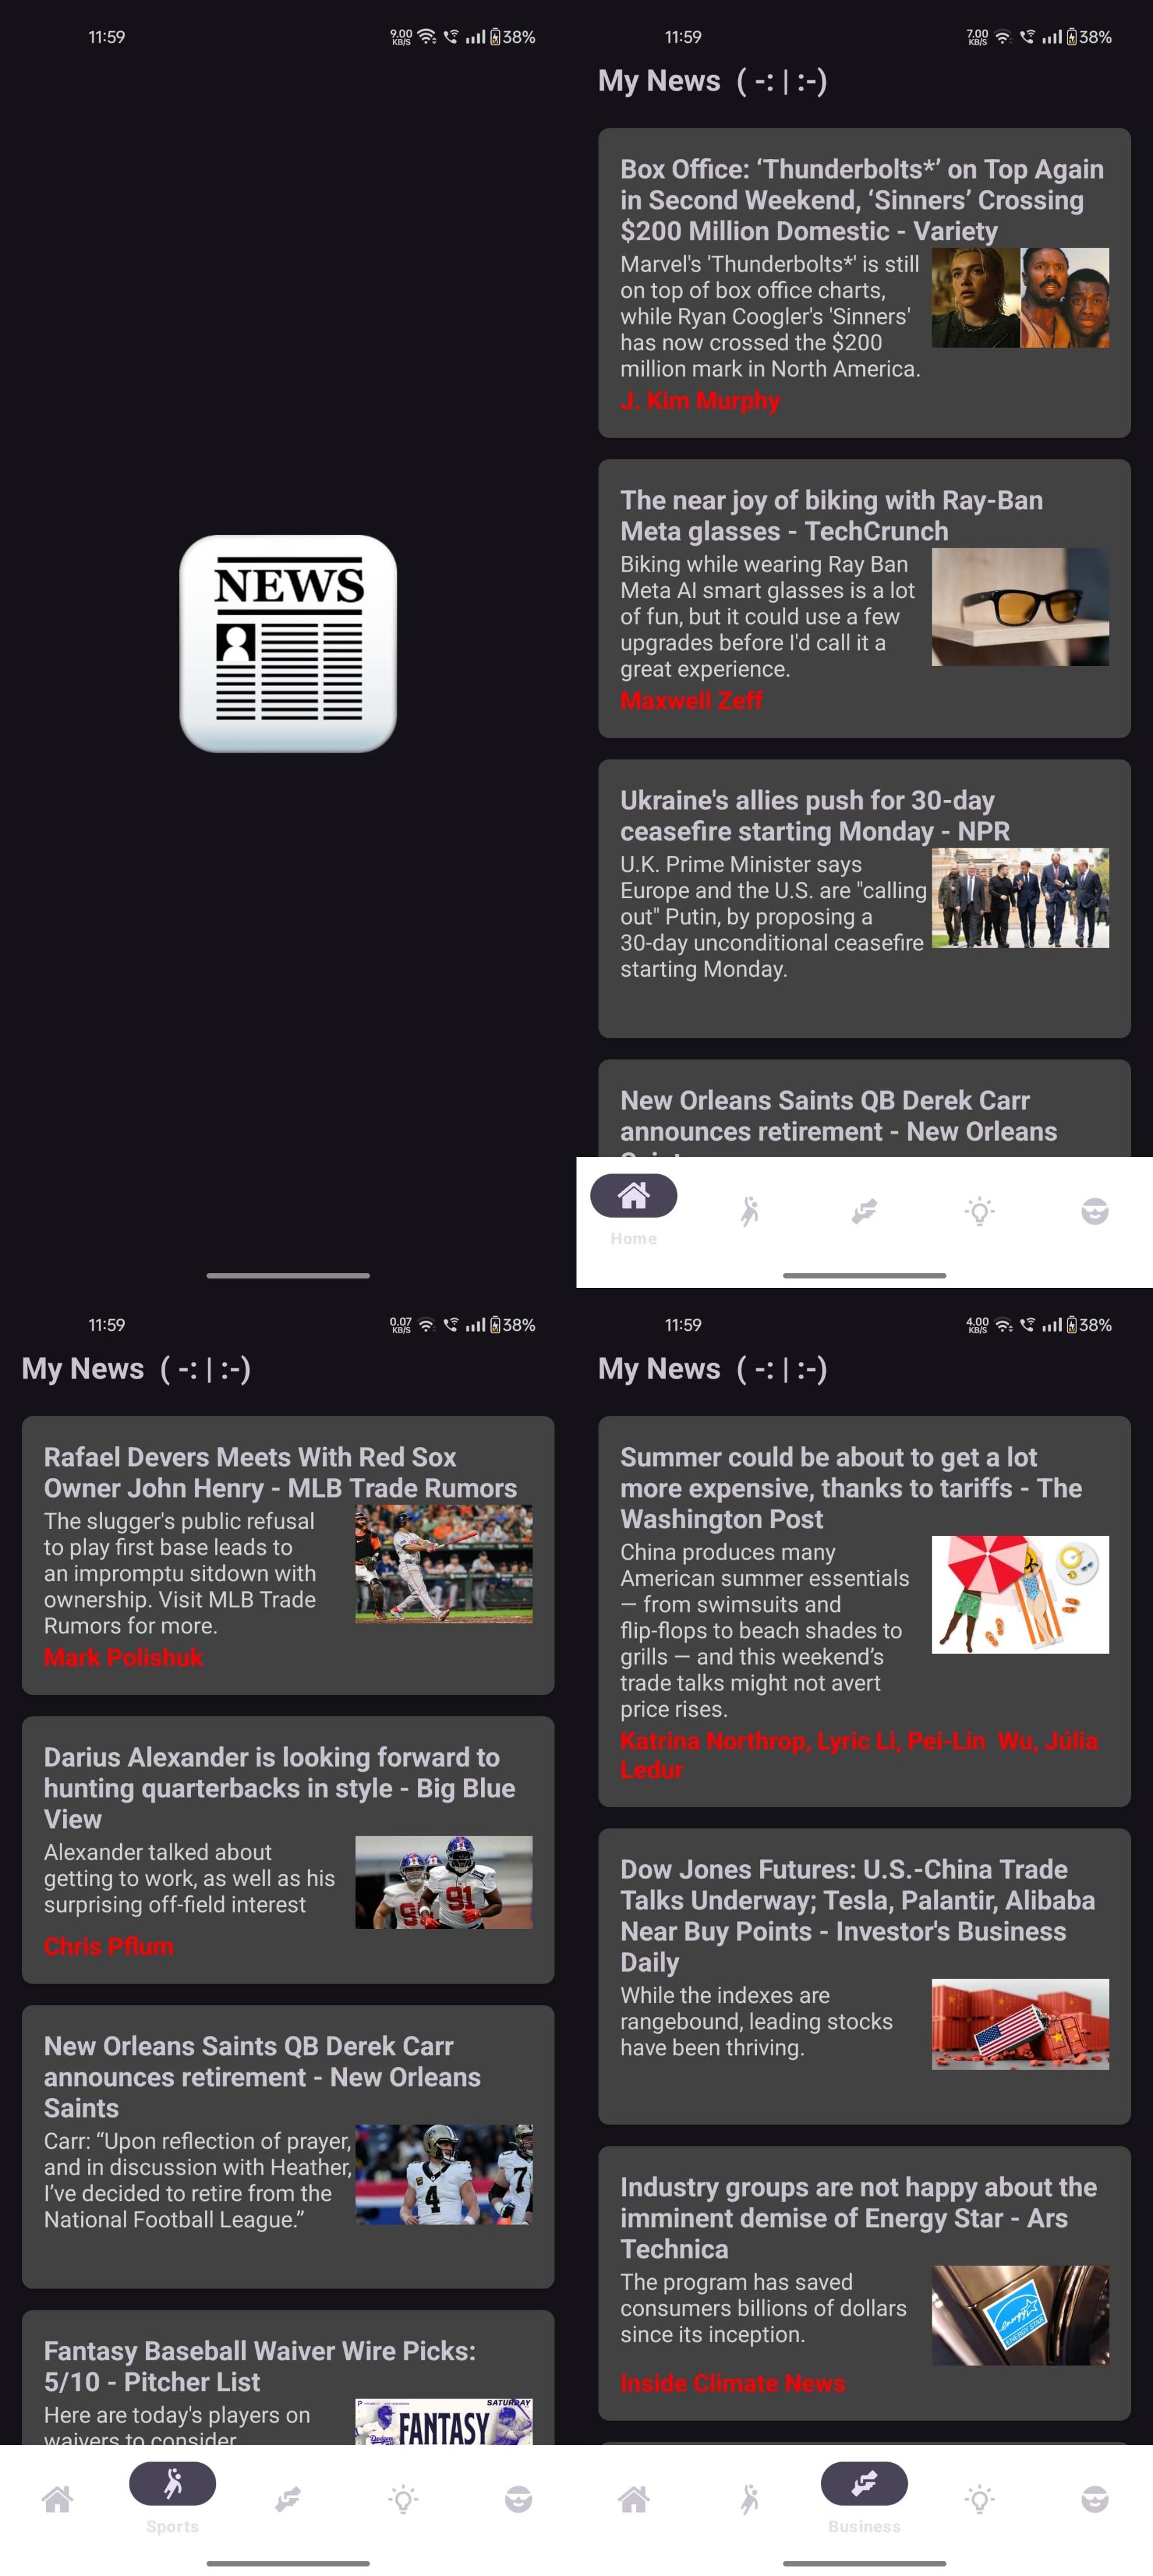 11:59
9.00
KB/S
38%
NEWS
11:59
7.00
KB/S
38%
My News ( -: | :-)
Box Office: ‘Thunderbolts*’ on Top Again
in Second Weekend, ‘Sinners’ Crossing
$200 Million Domestic - Variety
Marvel's 'Thunderbolts*' is still
on top of box office charts,
while Ryan Coogler's 'Sinners'
has now crossed the $200
million mark in North America.
J. Kim Murphy
The near joy of biking with Ray-Ban
Meta glasses - TechCrunch
Biking while wearing Ray Ban
Meta AI smart glasses is a lot
of fun, but it could use a few
upgrades before I'd call it a
great experience.
Maxwell Zeff
Ukraine's allies push for 30-day
ceasefire starting Monday - NPR
U.K. Prime Minister says
Europe and the U.S. are "calling
out" Putin, by proposing a
30-day unconditional ceasefire
starting Monday.
New Orleans Saints QB Derek Carr
announces retirement - New Orleans
Home
11:59
0.07
KB/S
38%
My News ( -: | :-)
Rafael Devers Meets With Red Sox
Owner John Henry - MLB Trade Rumors
The slugger's public refusal
to play first base leads to
an impromptu sitdown with
ownership. Visit MLB Trade
Rumors for more.
Mark Polishuk
Darius Alexander is looking forward to
hunting quarterbacks in style - Big Blue
View
Alexander talked about
getting to work, as well as his
surprising off-field interest
91
Chris Pflum
New Orleans Saints QB Derek Carr
announces retirement - New Orleans
Saints
Carr: “Upon reflection of prayer,
and in discussion with Heather,
I’ve decided to retire from the
National Football League.”
4
7
Fantasy Baseball Waiver Wire Picks:
5/10 - Pitcher List
Here are today's players on
waivers to consider
SATURDAY
FANTASY
Sports
11:59
4.00
KB/S
38%
My News ( -: | :-)
Summer could be about to get a lot
more expensive, thanks to tariffs - The
Washington Post
China produces many
American summer essentials
— from swimsuits and
flip-flops to beach shades to
grills — and this weekend’s
trade talks might not avert
price rises.
Katrina Northrop, Lyric Li, Pei-Lin  Wu, Júlia
Ledur
Dow Jones Futures: U.S.-China Trade
Talks Underway; Tesla, Palantir, Alibaba
Near Buy Points - Investor's Business
Daily
While the indexes are
rangebound, leading stocks
have been thriving.
Industry groups are not happy about the
imminent demise of Energy Star - Ars
Technica
The program has saved
consumers billions of dollars
since its inception.
energy
ENERGY STAR
Inside Climate News
Business